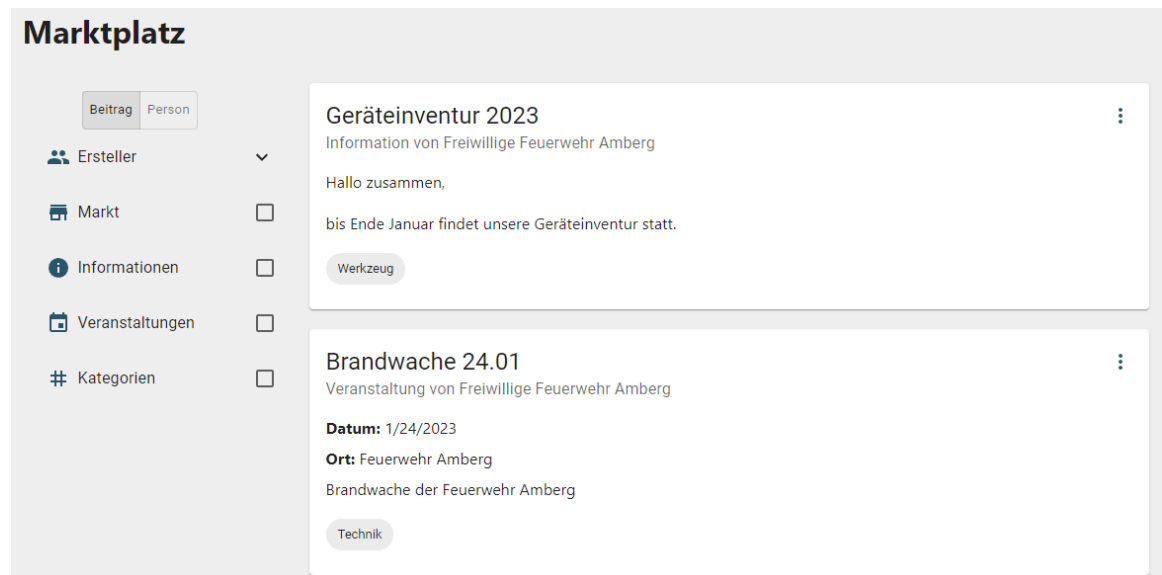 Marktplatz
Beitrag Person
Ersteller
Markt
Informationen
Veranstaltungen
Kategorien
Geräteinventur 2023
Information von Freiwillige Feuerwehr Amberg
Hallo zusammen,
bis Ende Januar findet unsere Geräteinventur statt.
Werkzeug
Brandwache 24.01
Veranstaltung von Freiwillige Feuerwehr Amberg
Datum: 1/24/2023
Ort: Feuerwehr Amberg
Brandwache der Feuerwehr Amberg
Technik